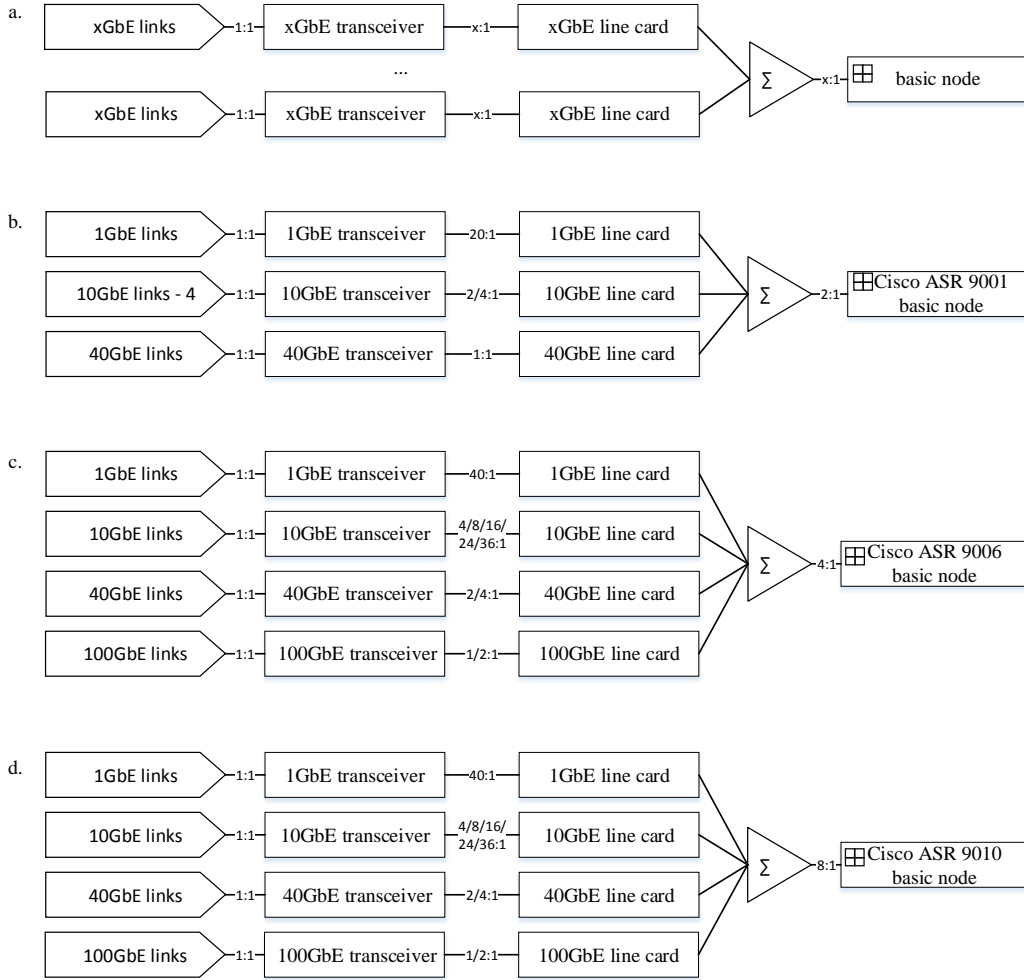 a.
xGbE links 1:1 xGbE transceiver x:1 xGbE line card
...
Σ x:1 basic node
xGbE links 1:1 xGbE transceiver x:1 xGbE line card
b.
1GbE links 1:1 1GbE transceiver 20:1 1GbE line card
10GbE links - 4 1:1 10GbE transceiver 2/4:1 10GbE line card
Σ 2:1 Cisco ASR 9001
basic node
40GbE links 1:1 40GbE transceiver 1:1 40GbE line card
c.
1GbE links 1:1 1GbE transceiver 40:1 1GbE line card
10GbE links 1:1 10GbE transceiver 4/8/16/
24/36:1 10GbE line card
Σ 4:1 Cisco ASR 9006
basic node
40GbE links 1:1 40GbE transceiver 2/4:1 40GbE line card
100GbE links 1:1 100GbE transceiver 1/2:1 100GbE line card
d.
1GbE links 1:1 1GbE transceiver 40:1 1GbE line card
10GbE links 1:1 10GbE transceiver 4/8/16/
24/36:1 10GbE line card
Σ 8:1 Cisco ASR 9010
basic node
40GbE links 1:1 40GbE transceiver 2/4:1 40GbE line card
100GbE links 1:1 100GbE transceiver 1/2:1 100GbE line card